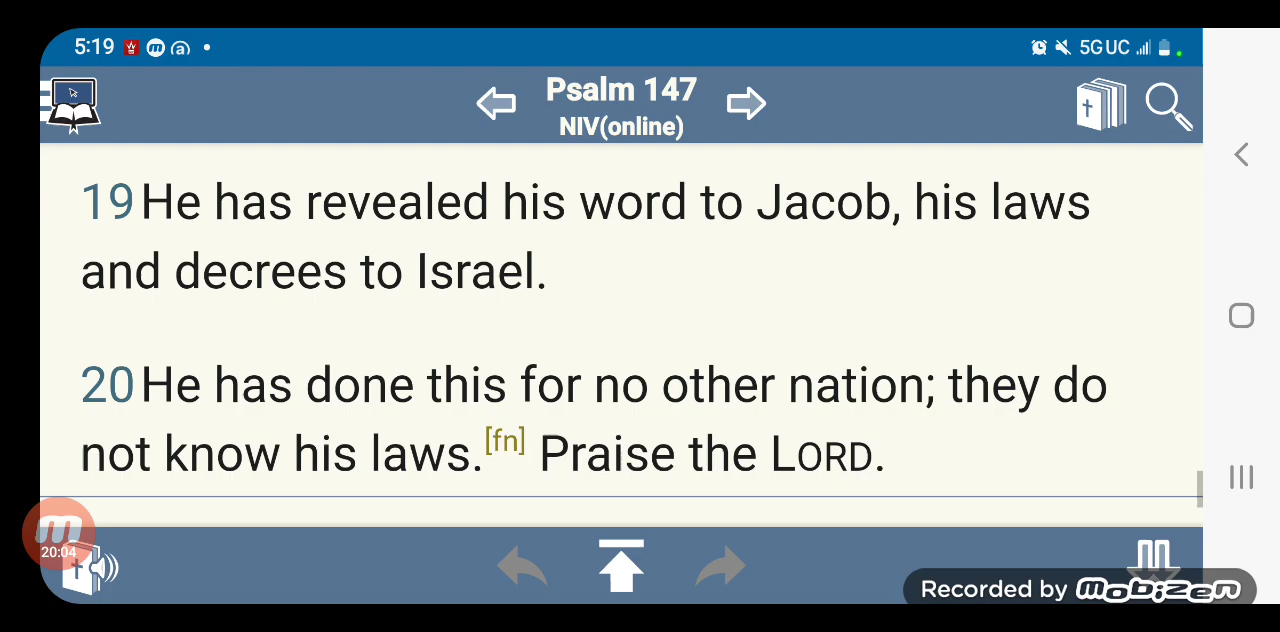 5:19 m a 5G UC
Psalm 147
NIV(online)
19 He has revealed his word to Jacob, his laws
and decrees to Israel.
20 He has done this for no other nation; they do
not know his laws.[fn] Praise the LORD.
m
20:04
Recorded by mobizen